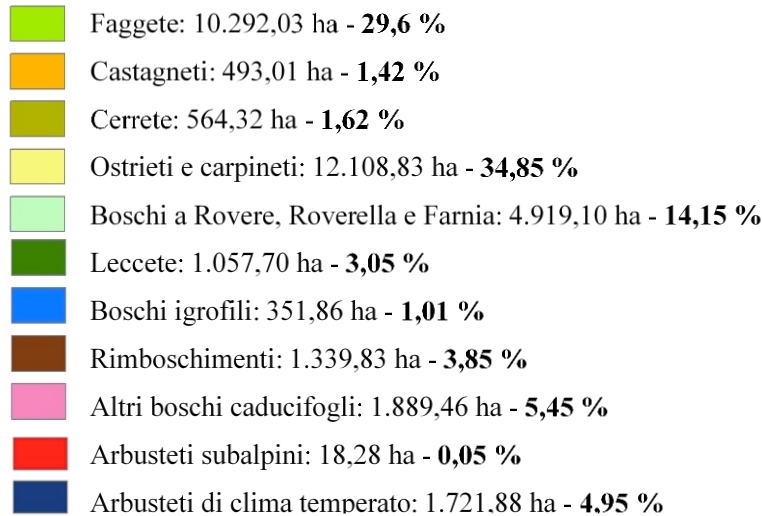 Faggete: 10.292,03 ha - 29,6 %
Castagneti: 493,01 ha - 1,42 %
Cerrete: 564,32 ha - 1,62 %
Ostrieti e carpineti: 12.108,83 ha - 34,85 %
Boschi a Rovere, Roverella e Farnia: 4.919,10 ha - 14,15 %
Leccete: 1.057,70 ha - 3,05 %
Boschi igrofili: 351,86 ha - 1,01 %
Rimboschimenti: 1.339,83 ha - 3,85 %
Altri boschi caducifogli: 1.889,46 ha - 5,45 %
Arbusteti subalpini: 18,28 ha - 0,05 %
Arbusteti di clima temperato: 1.721,88 ha - 4,95 %